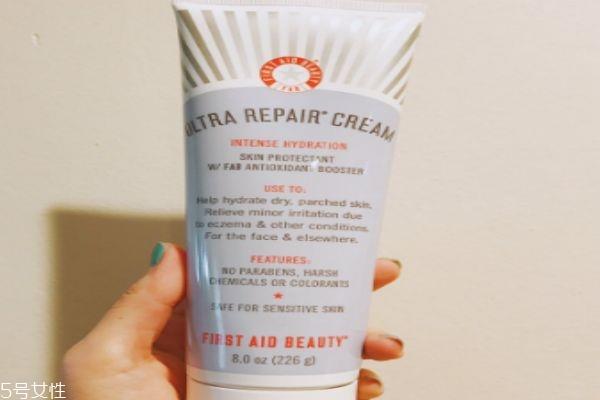 FIRST AID BEAUTY
ULTRA REPAIR™ CREAM
INTENSE HYDRATION
SKIN PROTECTANT
W/ FAB ANTIOXIDANT BOOSTER
USE TO:
Help hydrate dry, parched skin.
Relieve minor irritation due
to eczema & other conditions.
For the face & elsewhere.
FEATURES:
NO PARABENS, HARSH
CHEMICALS OR COLORANTS
SAFE FOR SENSITIVE SKIN
FIRST AID BEAUTY™
8.0 oz (226 g)
5号女性